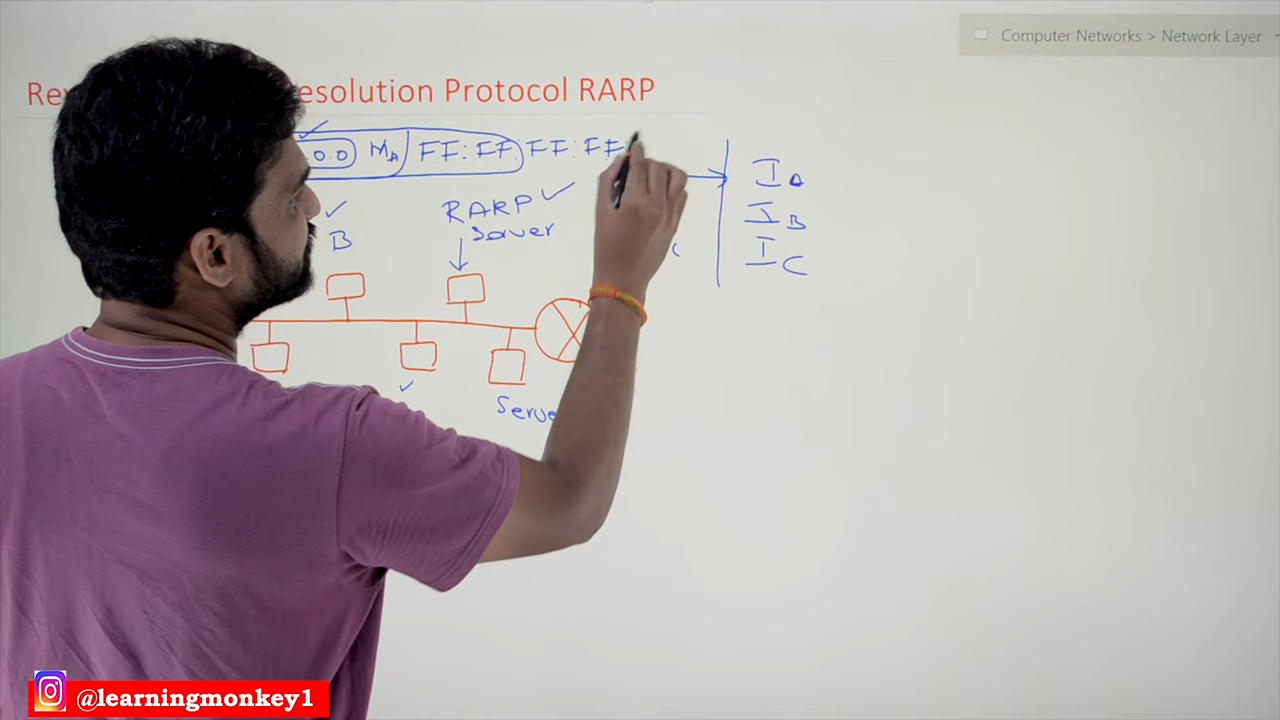 Computer Networks > Network Layer
Re esolution Protocol RARP
.0.0 MA FF: FF: FF: FF:
IA
B RARP IB
Server
IC
Serve
@learningmonkey1